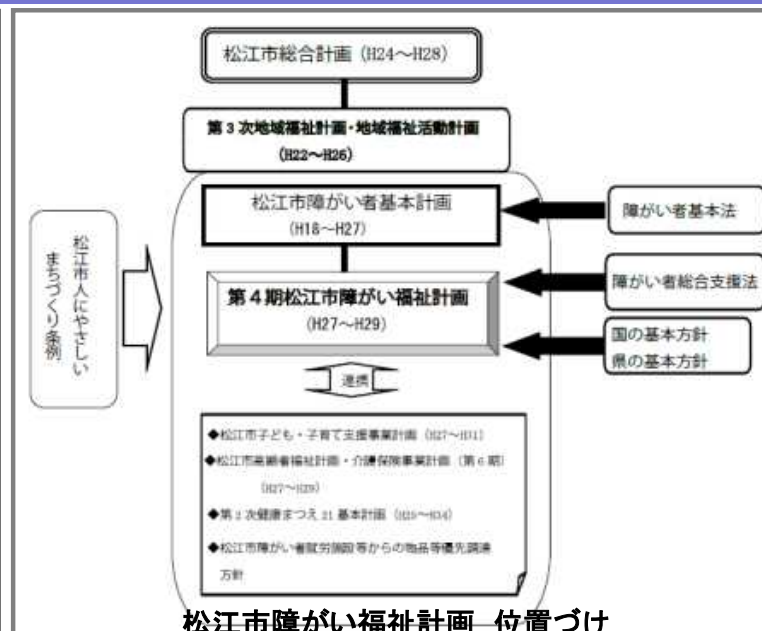 松江市総合計画(H24～H28)
第3次地域福祉計画・地域福祉活動計画
(H22～H26)
松江市障がい者基本計画
(H18～H27)
障がい者基本法
松江市人にやさしい
まちづくり条例
第4期松江市障がい福祉計画
(H27～H29)
障がい者総合支援法
国の基本方針
県の基本方針
連携
◆松江市子ども・子育て支援事業計画(H27～H31)
◆松江市高齢者福祉計画・介護保険事業計画(第6期)
(H27～H29)
◆第2次健康まつえ21基本計画(H25～H34)
◆松江市障がい者就労施設等からの物品等優先調達
方針
松江市障がい福祉計画 位置づけ